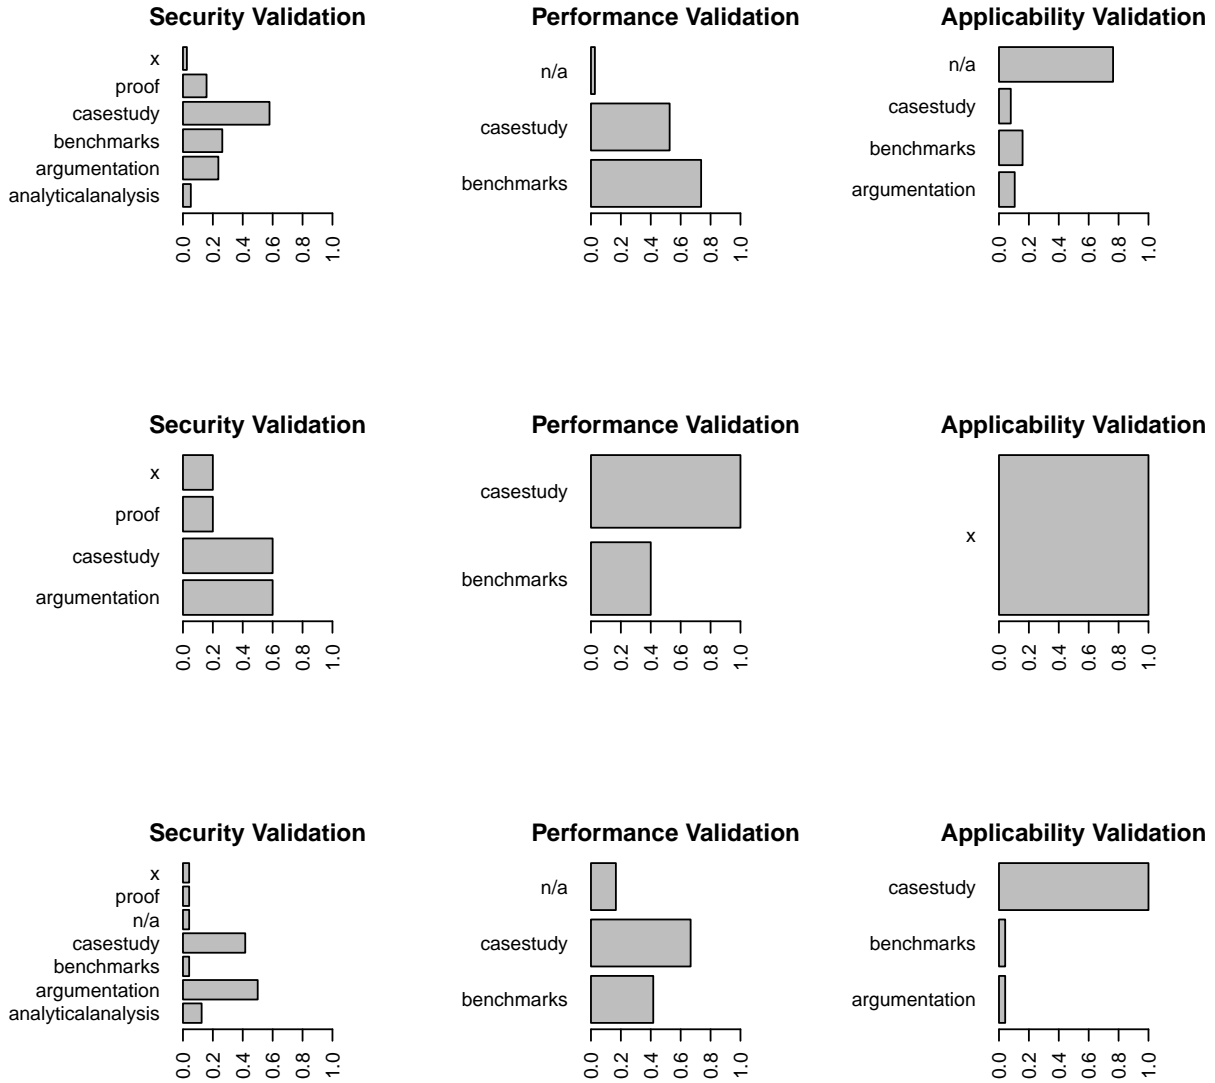 Security Validation
x
proof
casestudy
benchmarks
argumentation
analyticalanalysis
0.0 0.2 0.4 0.6 0.8 1.0
Performance Validation
n/a
casestudy
benchmarks
0.0 0.2 0.4 0.6 0.8 1.0
Applicability Validation
n/a
casestudy
benchmarks
argumentation
0.0 0.2 0.4 0.6 0.8 1.0
Security Validation
x
proof
casestudy
argumentation
0.0 0.2 0.4 0.6 0.8 1.0
Performance Validation
casestudy
benchmarks
0.0 0.2 0.4 0.6 0.8 1.0
Applicability Validation
x
0.0 0.2 0.4 0.6 0.8 1.0
Security Validation
x
proof
n/a
casestudy
benchmarks
argumentation
analyticalanalysis
0.0 0.2 0.4 0.6 0.8 1.0
Performance Validation
n/a
casestudy
benchmarks
0.0 0.2 0.4 0.6 0.8 1.0
Applicability Validation
casestudy
benchmarks
argumentation
0.0 0.2 0.4 0.6 0.8 1.0